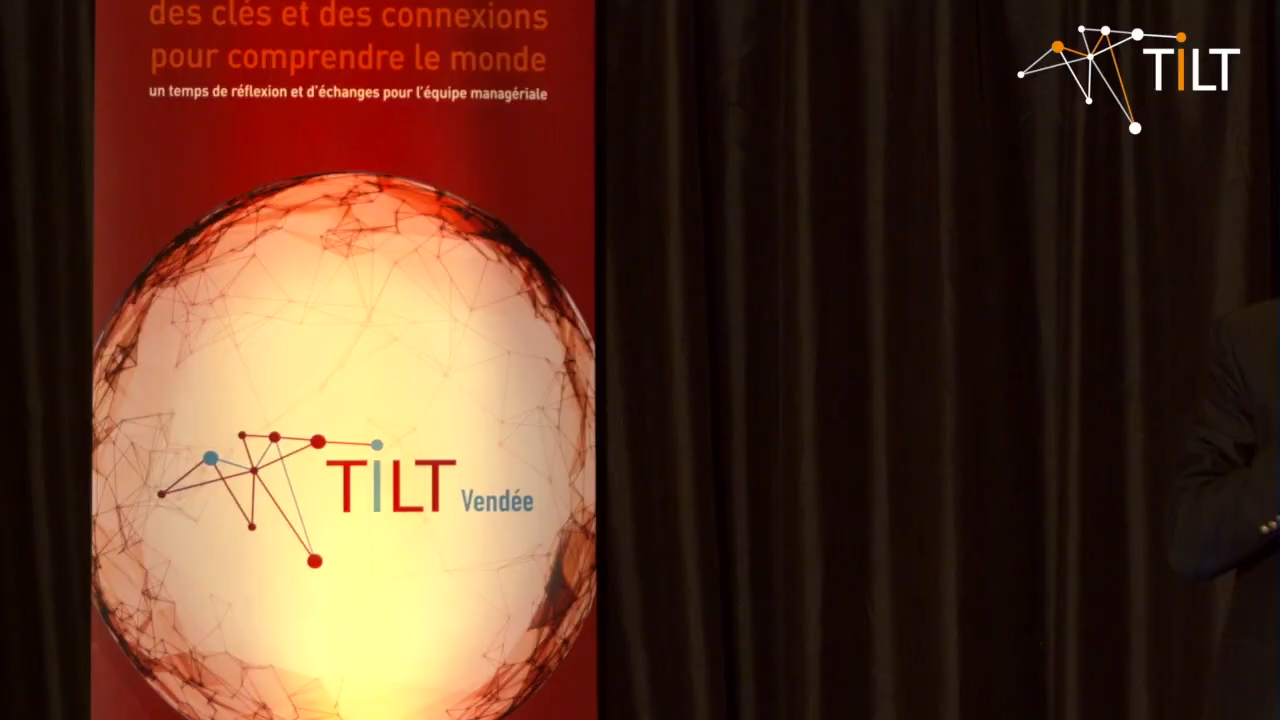 des clés et des connexions
pour comprendre le monde
un temps de réflexion et d'échanges pour l'équipe managériale
TiLT
TiLT Vendée